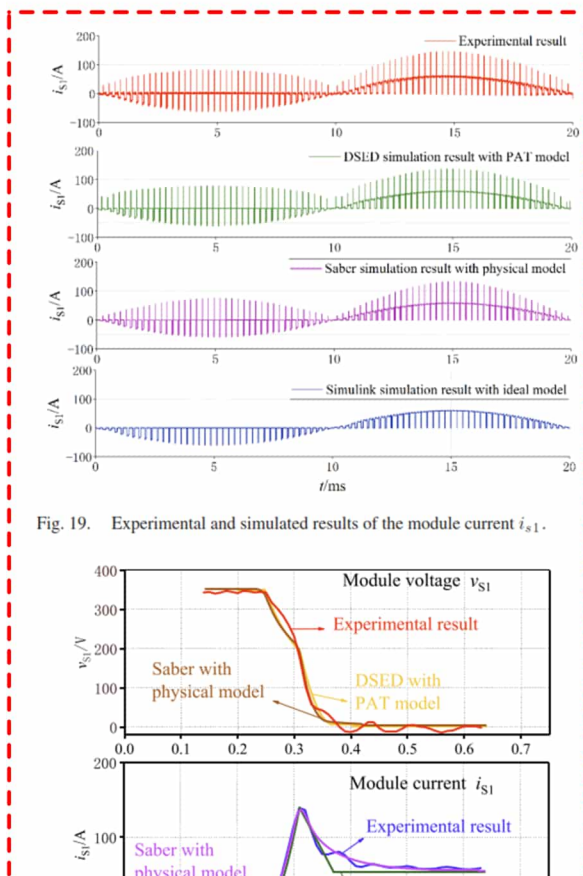 200
100
0
-100
i_S1/A
Experimental result
0 5 10 15 20
200
100
0
-100
i_S1/A
DSED simulation result with PAT model
0 5 10 15 20
200
100
0
-100
i_S1/A
Saber simulation result with physical model
0 5 10 15 20
200
100
0
-100
i_S1/A
Simulink simulation result with ideal model
0 5 10 15 20
t/ms
Fig. 19. Experimental and simulated results of the module current i_s1.
400
300
200
100
0
v_S1/V
Module voltage v_S1
Experimental result
Saber with
physical model
DSED with
PAT model
0.0 0.1 0.2 0.3 0.4 0.5 0.6 0.7
200
100
i_S1/A
Module current i_S1
Experimental result
Saber with
physical model